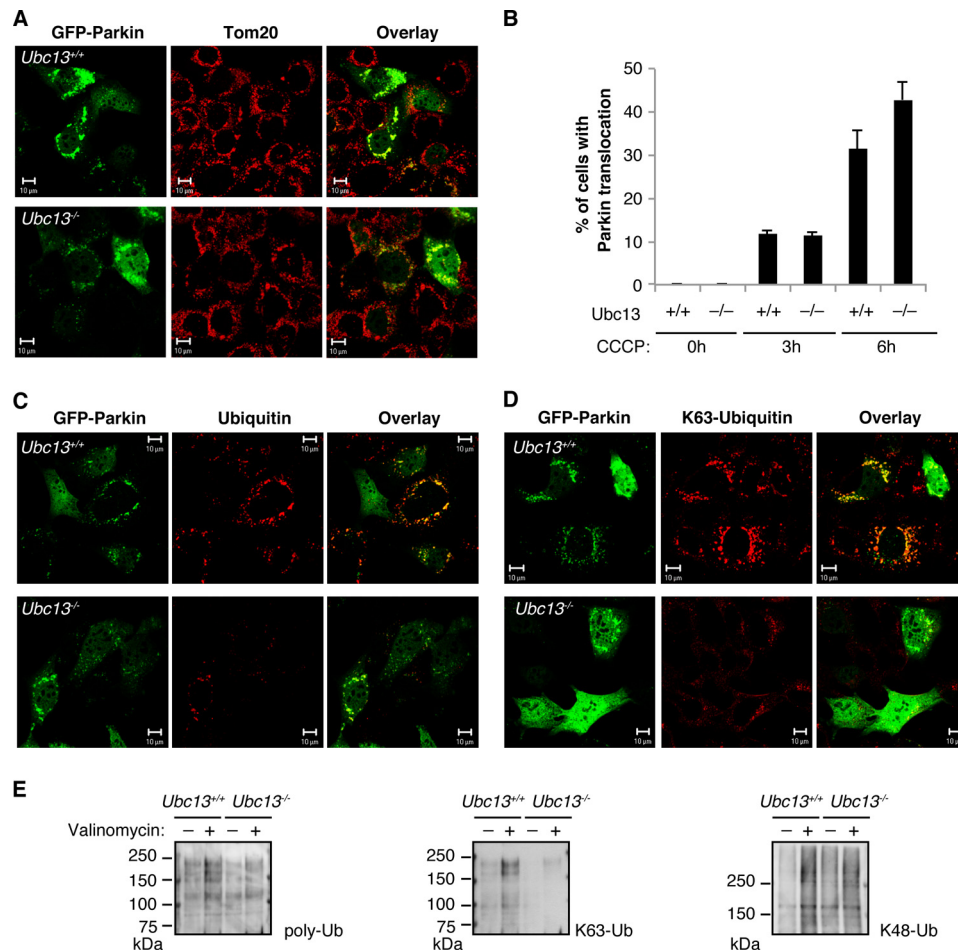 A
GFP-Parkin Tom20 Overlay
Ubc13+/+
10 µm 10 µm 10 µm
Ubc13-/-
10 µm 10 µm 10 µm
B
% of cells with
Parkin translocation
50
40
30
20
10
0
Ubc13 +/+ –/– +/+ –/– +/+ –/–
CCCP: 0h 3h 6h
C
GFP-Parkin Ubiquitin Overlay
Ubc13+/+
10 µm 10 µm 10 µm
Ubc13-/-
10 µm 10 µm 10 µm
D
GFP-Parkin K63-Ubiquitin Overlay
Ubc13+/+
10 µm 10 µm 10 µm
Ubc13-/-
10 µm 10 µm 10 µm
E
Ubc13+/+ Ubc13-/-
Valinomycin: – + – +
250
150
100
75
kDa
poly-Ub
Ubc13+/+ Ubc13-/-
– + – +
250
150
100
75
kDa
K63-Ub
Ubc13+/+ Ubc13-/-
– + – +
250
150
kDa
K48-Ub